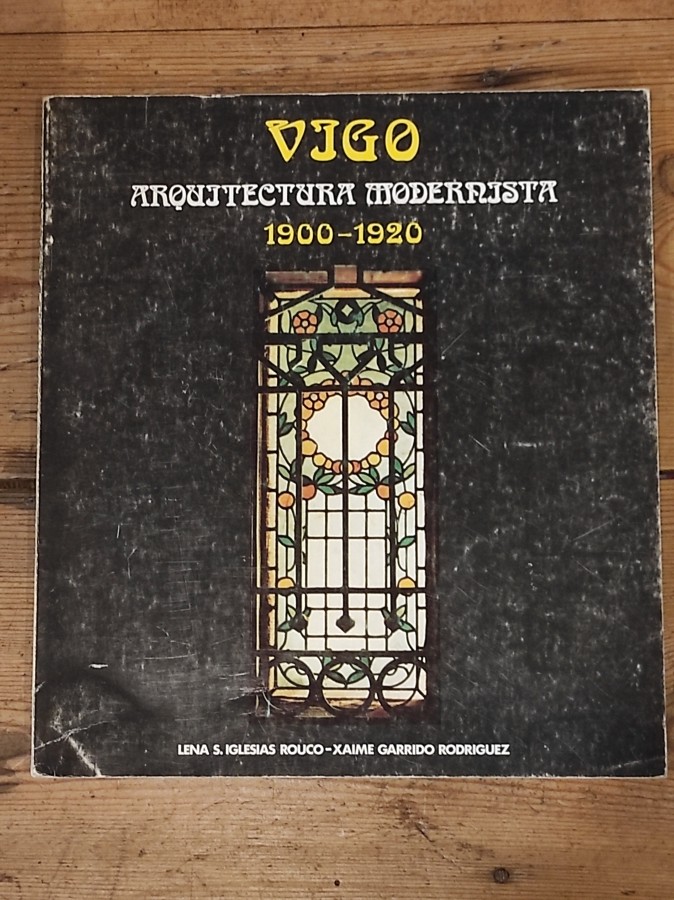 VIGO
ARQUITECTURA MODERNISTA
1900-1920
LENA S. IGLESIAS ROUCO-XAIME GARRIDO RODRIGUEZ